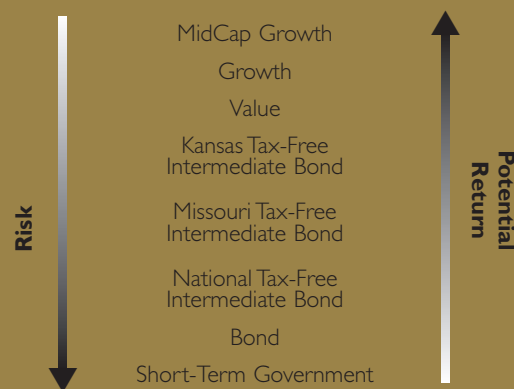 MidCap Growth
Growth
Value
Kansas Tax-Free
Intermediate Bond
Missouri Tax-Free
Intermediate Bond
National Tax-Free
Intermediate Bond
Bond
Short-Term Government
Risk
Potential
Return